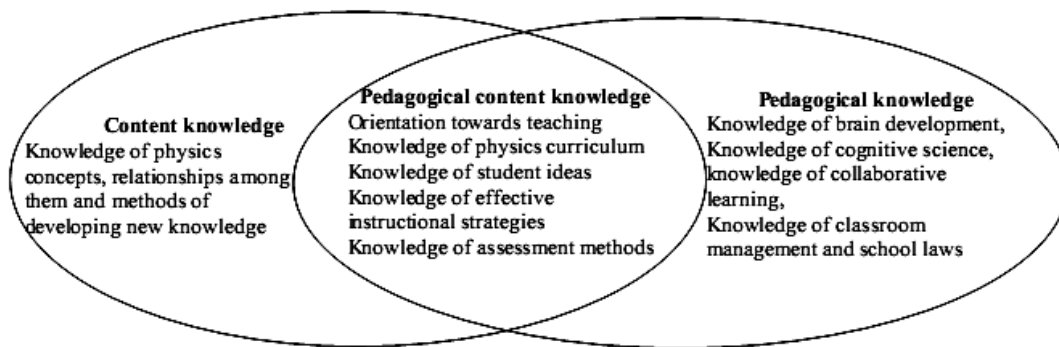 Content knowledge
Knowledge of physics
concepts, relationships among
them and methods of
developing new knowledge
Pedagogical content knowledge
Orientation towards teaching
Knowledge of physics curriculum
Knowledge of student ideas
Knowledge of effective
instructional strategies
Knowledge of assessment methods
Pedagogical knowledge
Knowledge of brain development,
Knowledge of cognitive science,
knowledge of collaborative
learning,
Knowledge of classroom
management and school laws